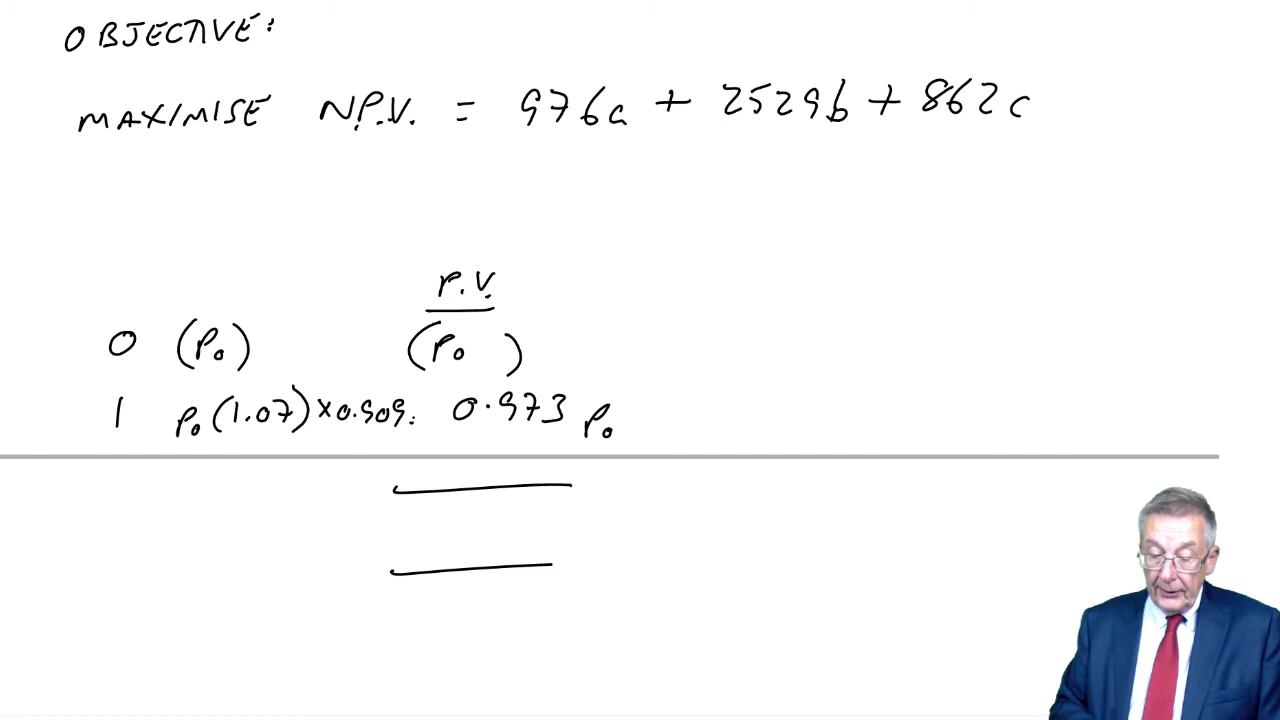 OBJECTIVE:
MAXIMISE N.P.V. = 976a + 2529b + 862c
P.V.
0 (P₀) (P₀ )
1 P₀(1.07)×0.909. 0.973 P₀